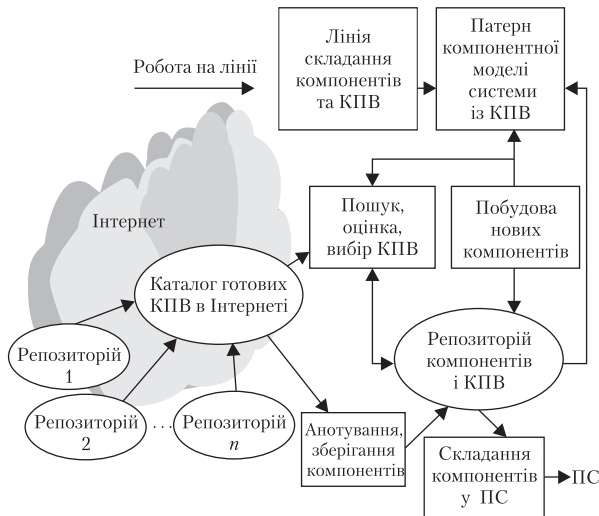 Робота на лінії
Лінія
складання
компонентів
та КПВ
Патерн
компонентної
моделі
системи
із КПВ
Інтернет
Пошук,
оцінка,
вибір КПВ
Побудова
нових
компонентів
Каталог готових
КПВ в Інтернеті
Репозиторій
1
Репозиторій
2
...
Репозиторій
n
Репозиторій
компонентів
і КПВ
Анотування,
зберігання
компонентів
Складання
компонентів
у ПС
ПС